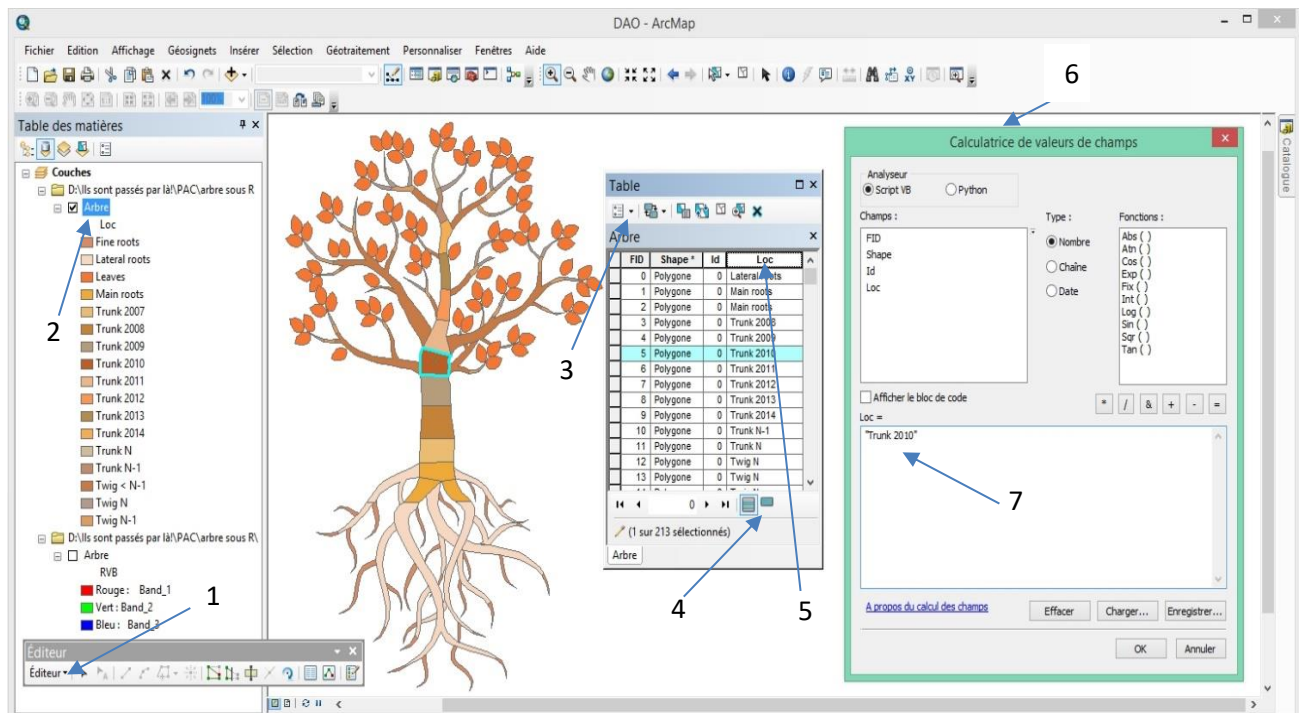 DAO - ArcMap
Fichier Edition Affichage Géosignets Insérer Sélection Géotraitement Personnaliser Fenêtres Aide
100%
Table des matières
Couches
D:\Ils sont passés par là!\PAC\arbre sous R
Arbre
Loc
Fine roots
Lateral roots
Leaves
Main roots
Trunk 2007
Trunk 2008
Trunk 2009
Trunk 2010
Trunk 2011
Trunk 2012
Trunk 2013
Trunk 2014
Trunk N
Trunk N-1
Twig < N-1
Twig N
Twig N-1
D:\Ils sont passés par là!\PAC\arbre sous R\
Arbre
RVB
Rouge : Band_1
Vert : Band_2
Bleu : Band_3
Éditeur
Éditeur
1
2
3
4
5
6
7
Table
Arbre
FID Shape * Id Loc
0 Polygone 0 Lateral roots
1 Polygone 0 Main roots
2 Polygone 0 Main roots
3 Polygone 0 Trunk 2008
4 Polygone 0 Trunk 2009
5 Polygone 0 Trunk 2010
6 Polygone 0 Trunk 2011
7 Polygone 0 Trunk 2012
8 Polygone 0 Trunk 2013
9 Polygone 0 Trunk 2014
10 Polygone 0 Trunk N-1
11 Polygone 0 Trunk N
12 Polygone 0 Twig N
13 Polygone 0 Twig N
0
(1 sur 213 sélectionnés)
Arbre
Calculatrice de valeurs de champs
Analyseur
Script VB Python
Champs : Type : Fonctions :
FID
Shape
Id
Loc
Nombre
Chaîne
Date
Abs ( )
Atn ( )
Cos ( )
Exp ( )
Fix ( )
Int ( )
Log ( )
Sin ( )
Sqr ( )
Tan ( )
Afficher le bloc de code
* / & + - =
Loc =
"Trunk 2010"
A propos du calcul des champs
Effacer Charger... Enregistrer...
OK Annuler
Catalogue